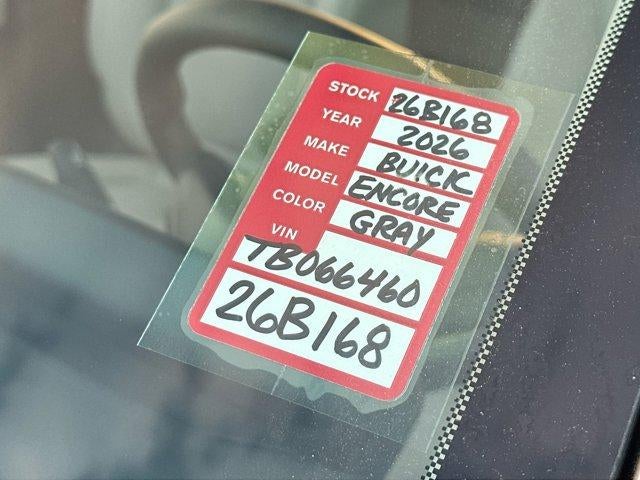 STOCK 26B168
YEAR 2026
MAKE BUICK
MODEL ENCORE
COLOR GRAY
VIN
TB066460
26B168